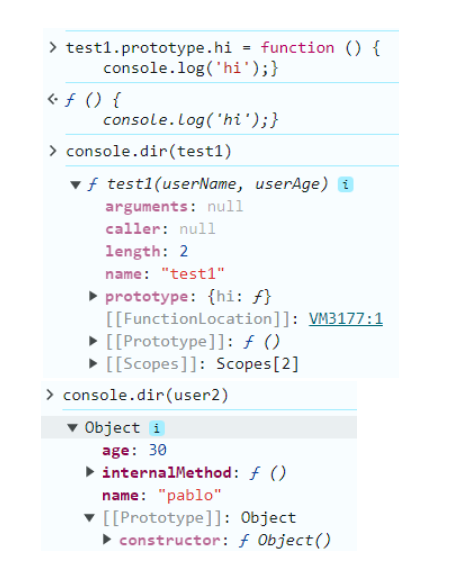 > test1.prototype.hi = function () {
console.log('hi');}
<· ƒ () {
console.log('hi');}
> console.dir(test1)
▼ ƒ test1(userName, userAge) i
arguments: null
caller: null
length: 2
name: "test1"
▶ prototype: {hi: ƒ}
[[FunctionLocation]]: VM3177:1
▶ [[Prototype]]: ƒ ()
▶ [[Scopes]]: Scopes[2]
> console.dir(user2)
▼ Object i
age: 30
▶ internalMethod: ƒ ()
name: "pablo"
▼ [[Prototype]]: Object
▶ constructor: ƒ Object()